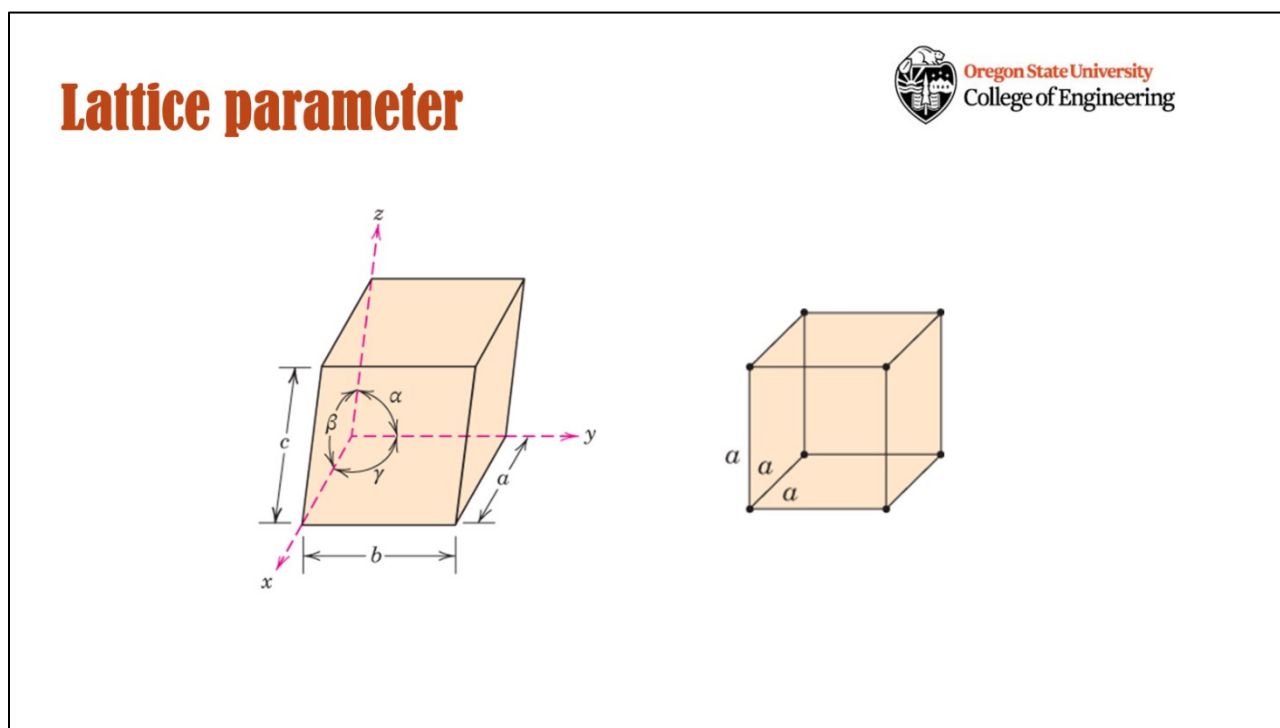 Lattice parameter
Oregon State University
College of Engineering
z
α
β
c
y
γ
a
b
x
a
a
a